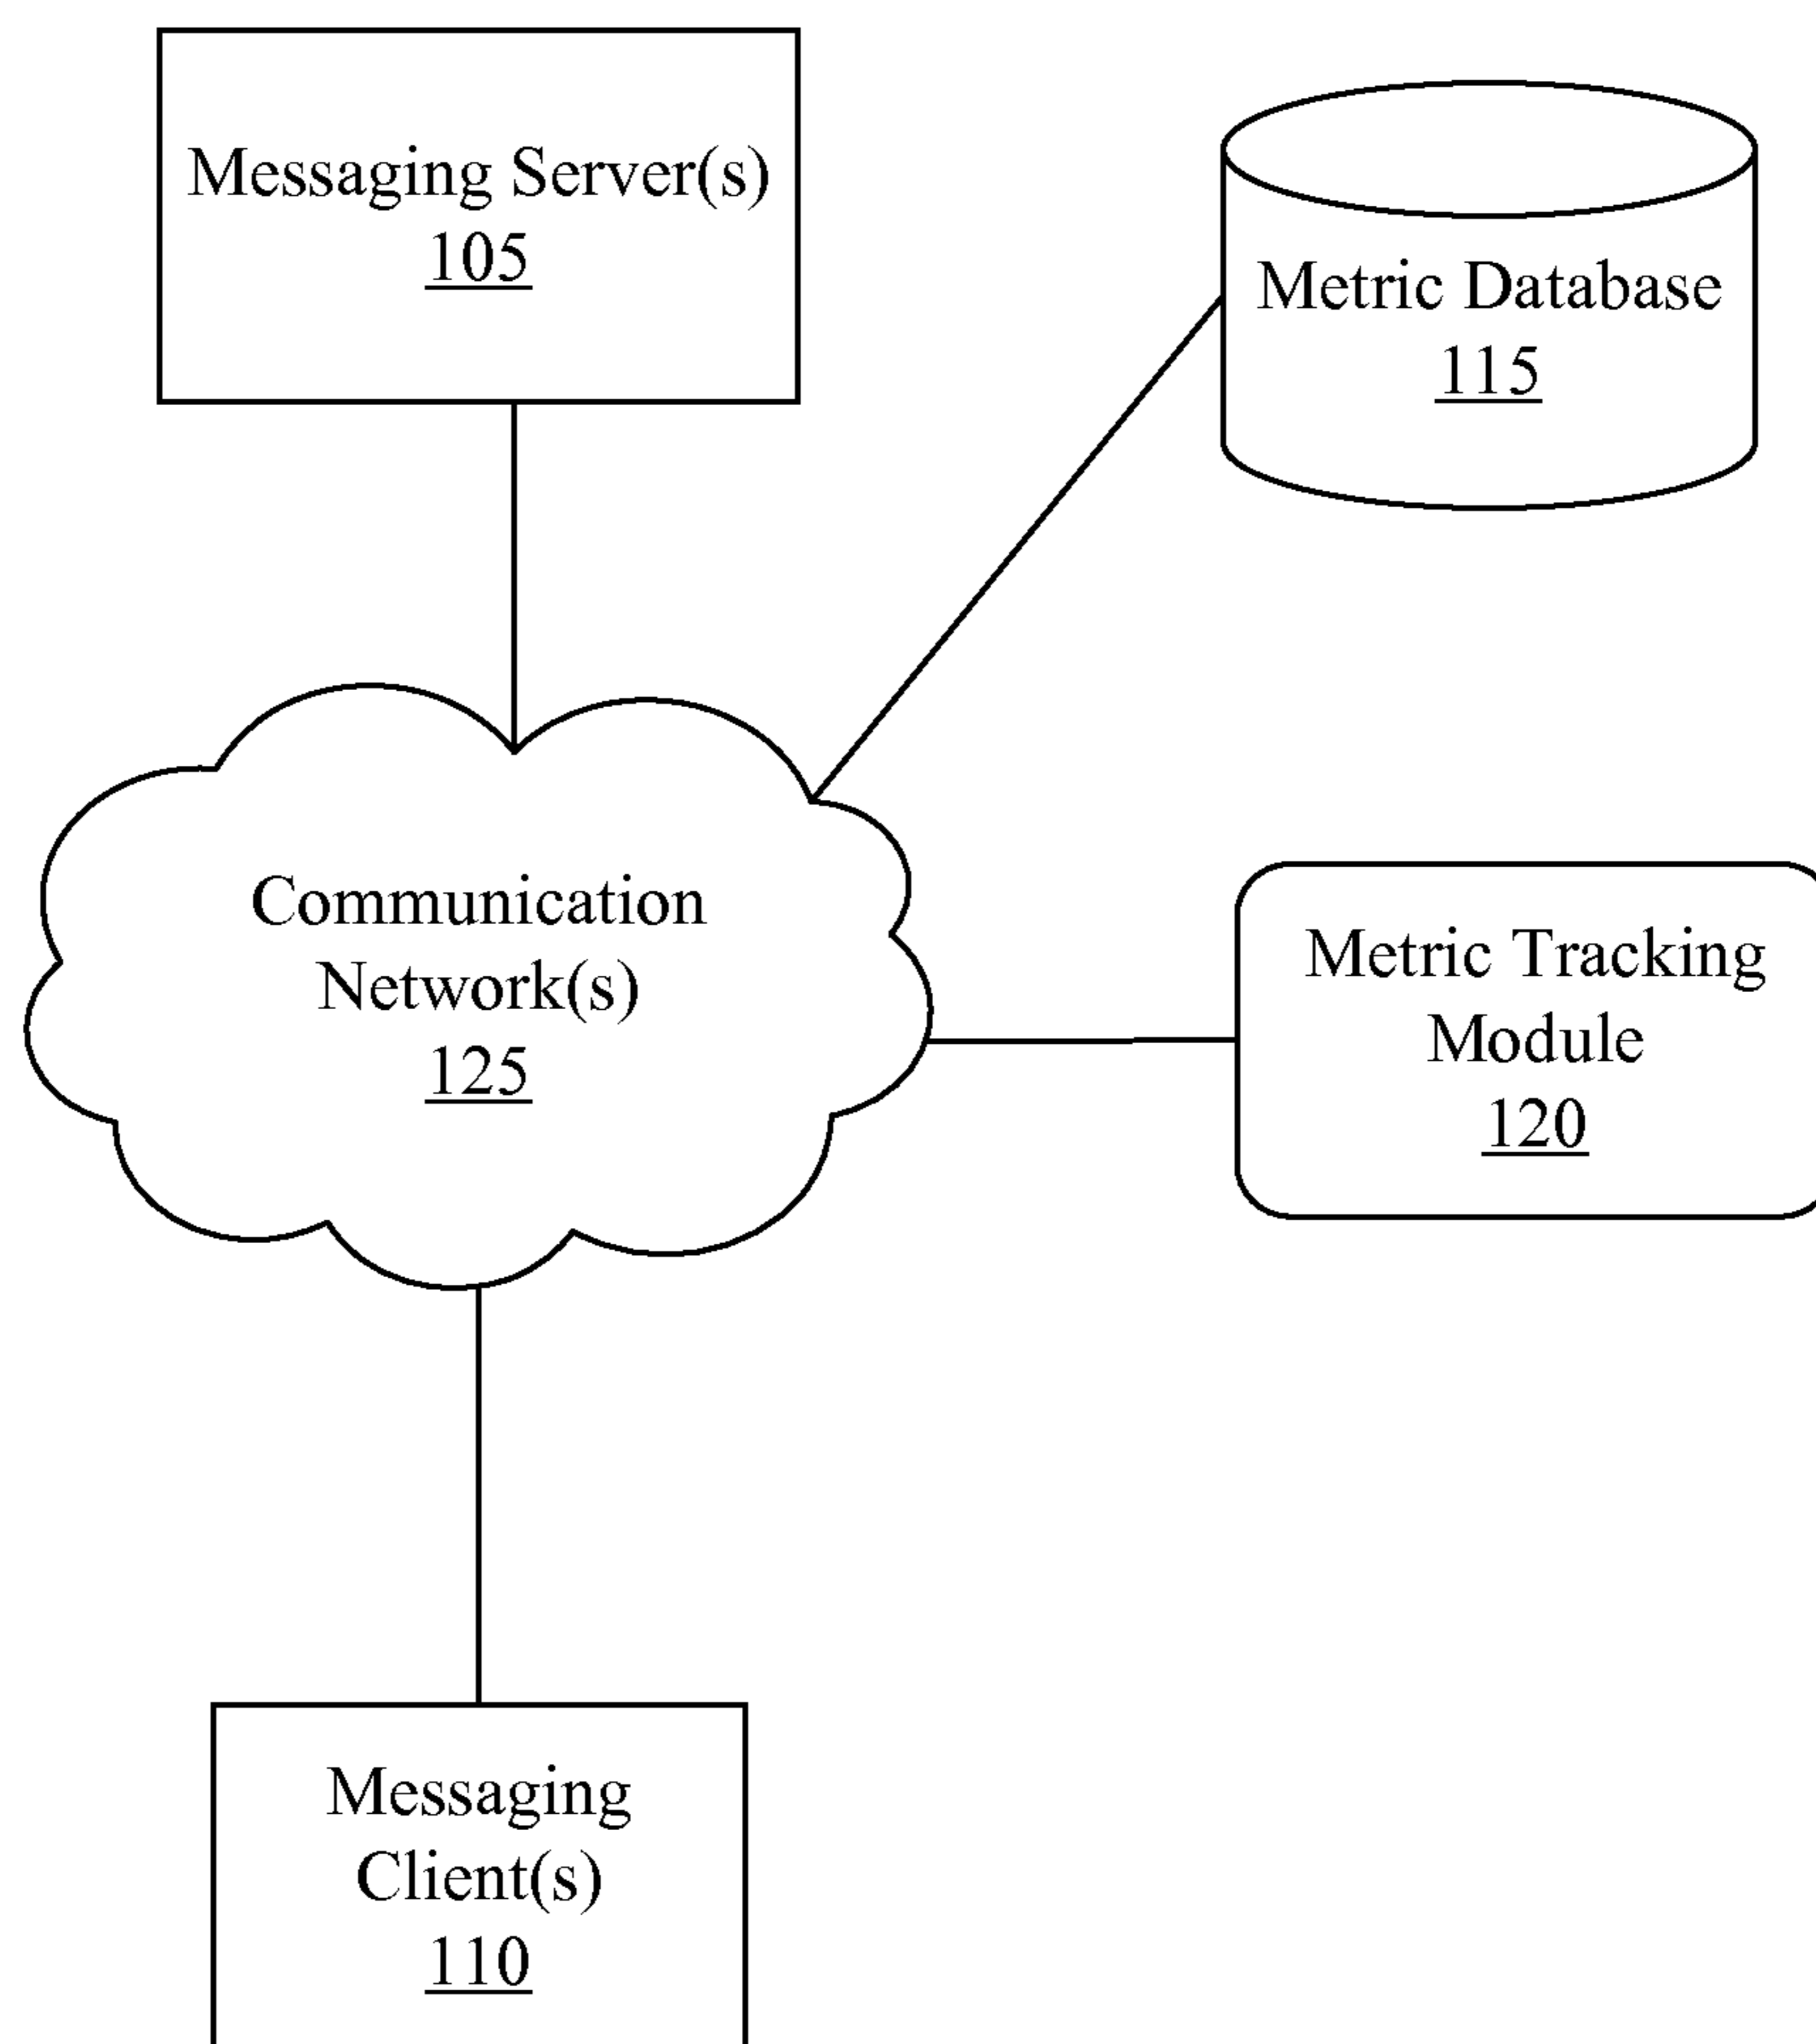 Messaging Server(s)
105
Metric Database
115
Communication
Network(s)
125
Metric Tracking
Module
120
Messaging
Client(s)
110